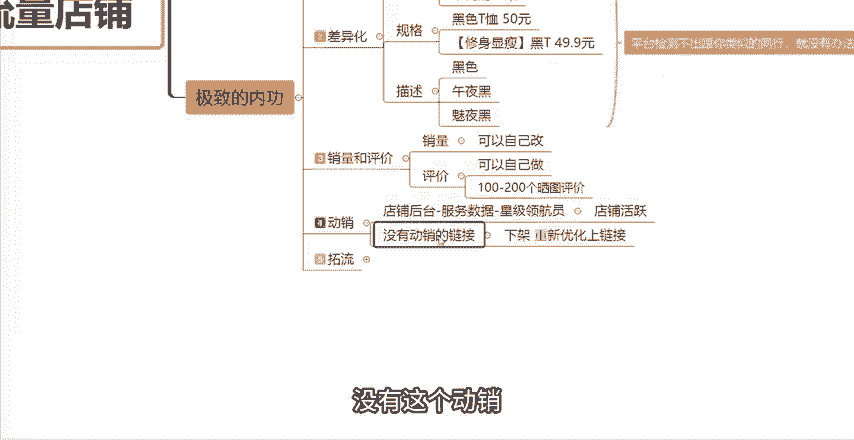 流量店铺
极致的内功
2 差异化
规格
黑色T恤 50元
【修身显瘦】黑T 49.9元
描述
黑色
午夜黑
魅夜黑
平台检测不出跟你类似的同行，就没有办法
3 销量和评价
销量
可以自己改
评价
可以自己做
100-200个晒图评价
4 动销
店铺后台-服务数据-星级领航员
店铺活跃
没有动销的链接
下架 重新优化上链接
5 拓流
没有这个动销